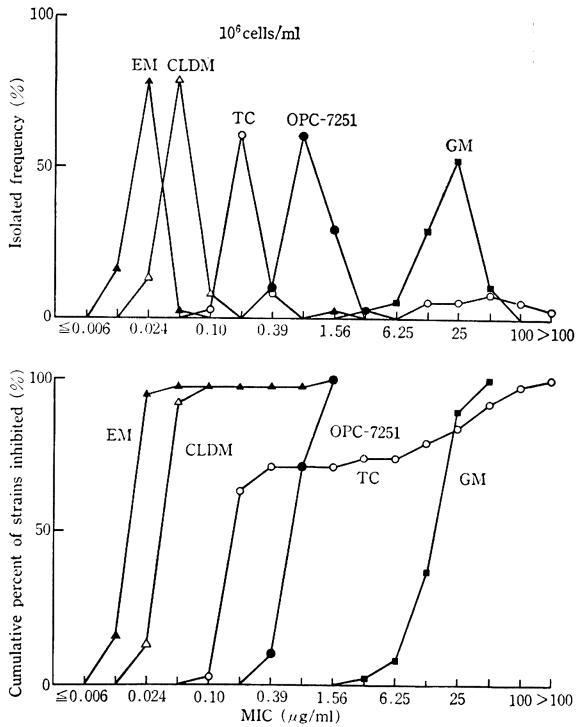 100
10⁶cells/ml
EM CLDM
TC OPC-7251
GM
Isolated frequency (%)
50
0
≦0.006 0.024 0.10 0.39 1.56 6.25 25 100 >100
100
EM
CLDM
OPC-7251
TC
GM
Cumulative percent of strains inhibited (%)
50
0
≦0.006 0.024 0.10 0.39 1.56 6.25 25 100 >100
MIC (μg/ml)